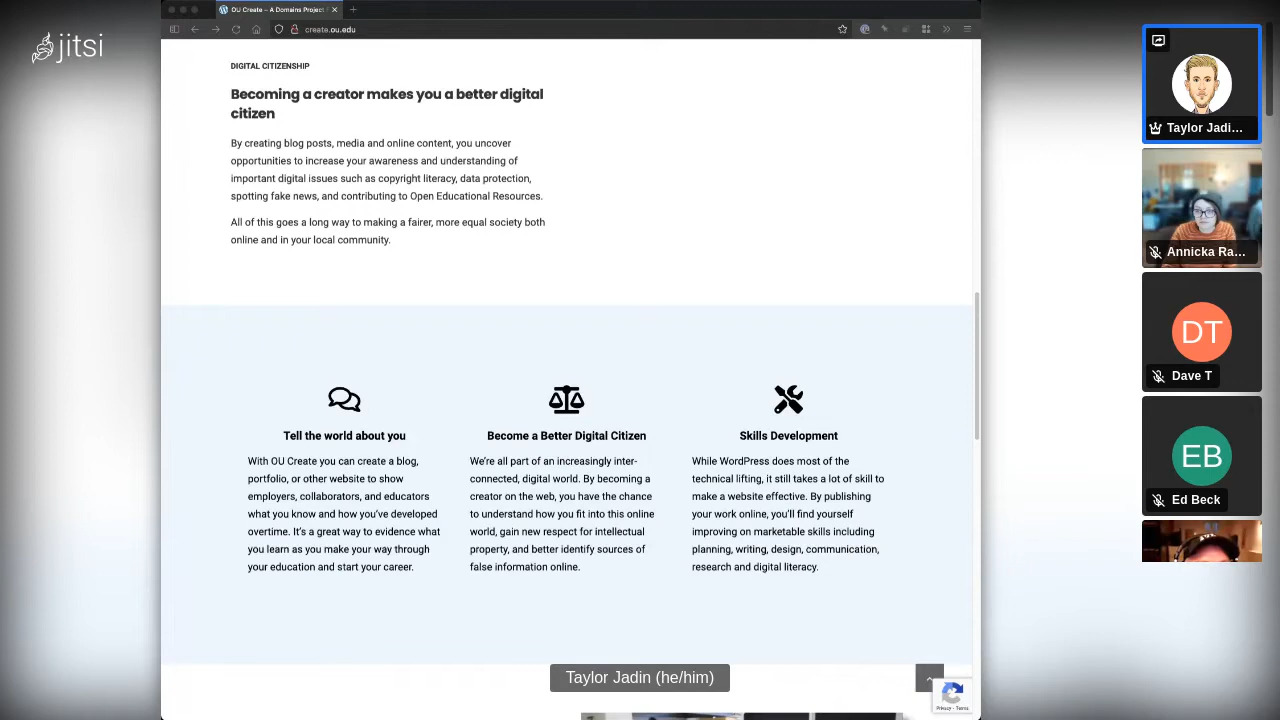 OU Create – A Domains Project
create.ou.edu
jitsi
DIGITAL CITIZENSHIP
Becoming a creator makes you a better digital
citizen
By creating blog posts, media and online content, you uncover
opportunities to increase your awareness and understanding of
important digital issues such as copyright literacy, data protection,
spotting fake news, and contributing to Open Educational Resources.
All of this goes a long way to making a fairer, more equal society both
online and in your local community.
Tell the world about you
With OU Create you can create a blog,
portfolio, or other website to show
employers, collaborators, and educators
what you know and how you’ve developed
overtime. It’s a great way to evidence what
you learn as you make your way through
your education and start your career.
Become a Better Digital Citizen
We’re all part of an increasingly inter-
connected, digital world. By becoming a
creator on the web, you have the chance
to understand how you fit into this online
world, gain new respect for intellectual
property, and better identify sources of
false information online.
Skills Development
While WordPress does most of the
technical lifting, it still takes a lot of skill to
make a website effective. By publishing
your work online, you’ll find yourself
improving on marketable skills including
planning, writing, design, communication,
research and digital literacy.
Taylor Jadin (he/him)
Privacy - Terms
Taylor Jadi...
Annicka Ra...
DT
Dave T
EB
Ed Beck